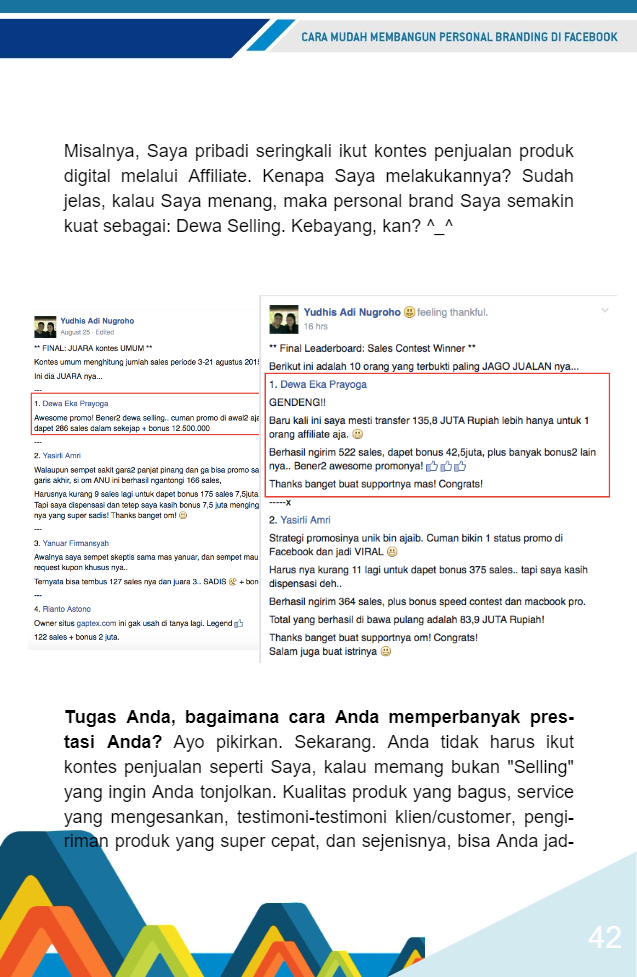 CARA MUDAH MEMBANGUN PERSONAL BRANDING DI FACEBOOK
Misalnya, Saya pribadi seringkali ikut kontes penjualan produk
digital melalui Affiliate. Kenapa Saya melakukannya? Sudah
jelas, kalau Saya menang, maka personal brand Saya semakin
kuat sebagai: Dewa Selling. Kebayang, kan? ^_^
Yudhis Adi Nugroho
August 25 · Edited
** FINAL: JUARA kontes UMUM **
Kontes umum menghitung jumlah sales periode 3-21 agustus 2015
Ini dia JUARA nya...
---
1. Dewa Eka Prayoga
Awesome promo! Bener2 dewa selling.. cuman promo di awal2 aja
dapet 286 sales dalam sekejap + bonus 12.500.000
---
2. Yasirli Amri
Walaupun sempet sakit gara2 panjat pinang dan ga bisa promo sa
garis akhir, si om ANU ini berhasil ngantongi 166 sales,
Harusnya kurang 9 sales lagi untuk dapet bonus 175 sales 7,5juta
Tapi saya dispensasi dan tetep saya kasih bonus 7,5 juta menging
nya yang super sadis! Thanks banget om!
---
3. Yanuar Firmansyah
Awalnya saya sempet skeptis sama mas yanuar, dan sempet mau
request kupon khusus nya..
Ternyata bisa tembus 127 sales nya dan juara 3.. SADIS + bon
---
4. Rianto Astono
Owner situs gaptex.com ini gak usah di tanya lagi. Legend
122 sales + bonus 2 juta.
Yudhis Adi Nugroho feeling thankful.
16 hrs
** Final Leaderboard: Sales Contest Winner **
Berikut ini adalah 10 orang yang terbukti paling JAGO JUALAN nya...
1. Dewa Eka Prayoga
GENDENG!!
Baru kali ini saya mesti transfer 135,8 JUTA Rupiah lebih hanya untuk 1
orang affiliate aja.
Berhasil ngirim 522 sales, dapet bonus 42,5juta, plus banyak bonus2 lain
nya.. Bener2 awesome promonya!
Thanks banget buat supportnya mas! Congrats!
-----x
2. Yasirli Amri
Strategi promosinya unik bin ajaib. Cuman bikin 1 status promo di
Facebook dan jadi VIRAL
Harus nya kurang 11 lagi untuk dapet bonus 375 sales.. tapi saya kasih
dispensasi deh..
Berhasil ngirim 364 sales, plus bonus speed contest dan macbook pro.
Total yang berhasil di bawa pulang adalah 83,9 JUTA Rupiah!
Thanks banget buat supportnya om! Congrats!
Salam juga buat istrinya
Tugas Anda, bagaimana cara Anda memperbanyak pres-
tasi Anda? Ayo pikirkan. Sekarang. Anda tidak harus ikut
kontes penjualan seperti Saya, kalau memang bukan "Selling"
yang ingin Anda tonjolkan. Kualitas produk yang bagus, service
yang mengesankan, testimoni-testimoni klien/customer, pengi-
riman produk yang super cepat, dan sejenisnya, bisa Anda jad-
42